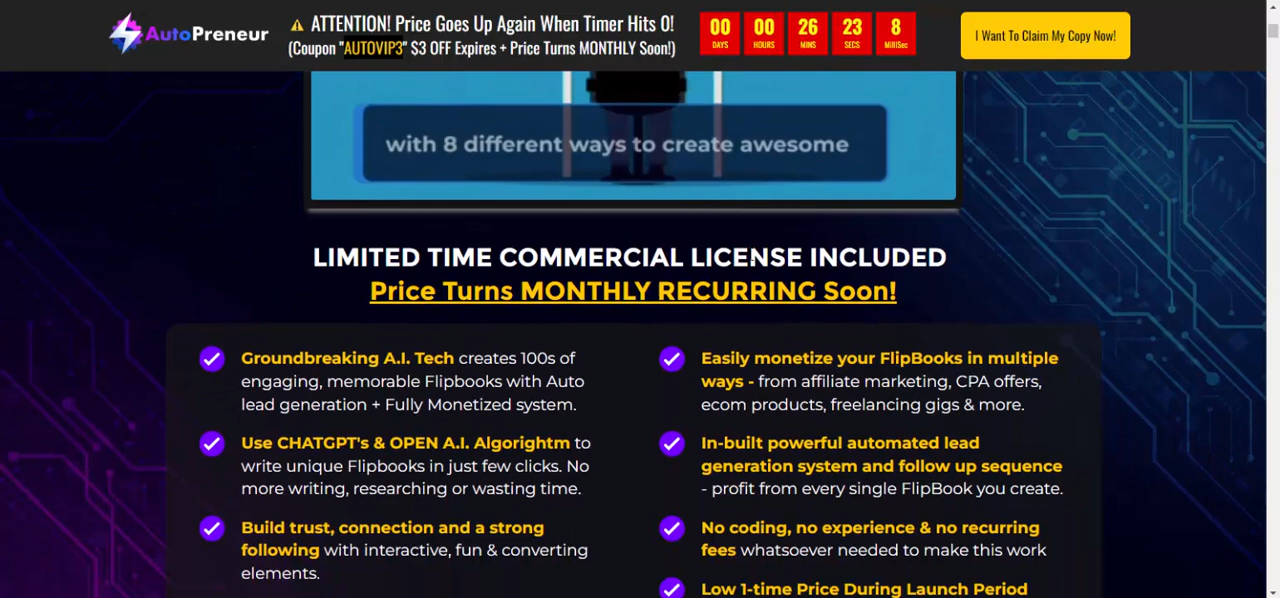 AutoPreneur
⚠ ATTENTION! Price Goes Up Again When Timer Hits 0!
(Coupon "AUTOVIP3" $3 OFF Expires + Price Turns MONTHLY Soon!)
00 00 26 23 8
DAYS HOURS MINS SECS MilliSec
I Want To Claim My Copy Now!
with 8 different ways to create awesome
LIMITED TIME COMMERCIAL LICENSE INCLUDED
Price Turns MONTHLY RECURRING Soon!
Groundbreaking A.I. Tech creates 100s of
engaging, memorable Flipbooks with Auto
lead generation + Fully Monetized system.
Use CHATGPT's & OPEN A.I. Algorightm to
write unique Flipbooks in just few clicks. No
more writing, researching or wasting time.
Build trust, connection and a strong
following with interactive, fun & converting
elements.
Easily monetize your FlipBooks in multiple
ways - from affiliate marketing, CPA offers,
ecom products, freelancing gigs & more.
In-built powerful automated lead
generation system and follow up sequence
- profit from every single FlipBook you create.
No coding, no experience & no recurring
fees whatsoever needed to make this work
Low 1-time Price During Launch Period